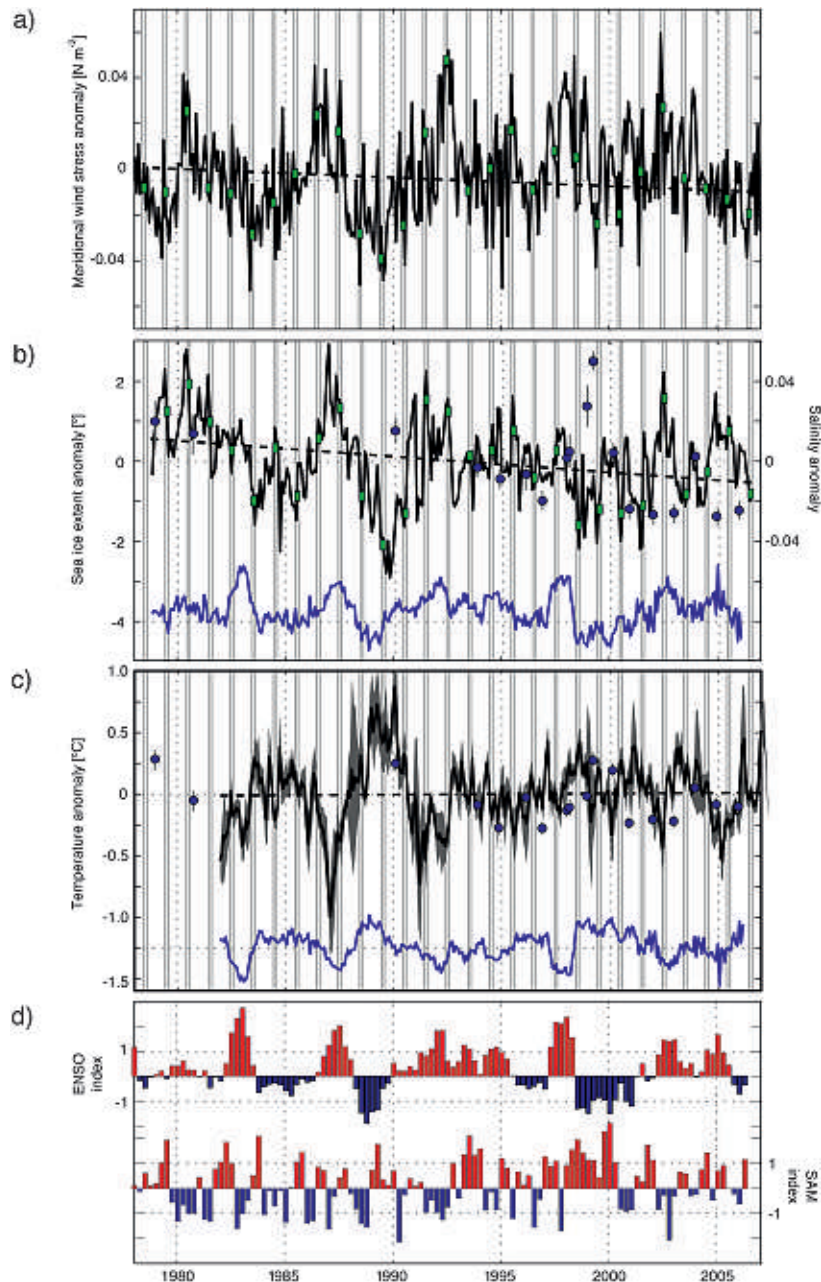 a)
Meridional wind stress anomaly [N m⁻²]
0.04
0
-0.04
b)
Sea ice extent anomaly [°]
2
0
-2
-4
0.04
0
-0.04
Salinity anomaly
c)
Temperature anomaly [°C]
1.0
0.5
0
-0.5
-1.0
-1.5
d)
ENSO index
1
-1
1
-1
SAM index
1980
1985
1990
1995
2000
2005